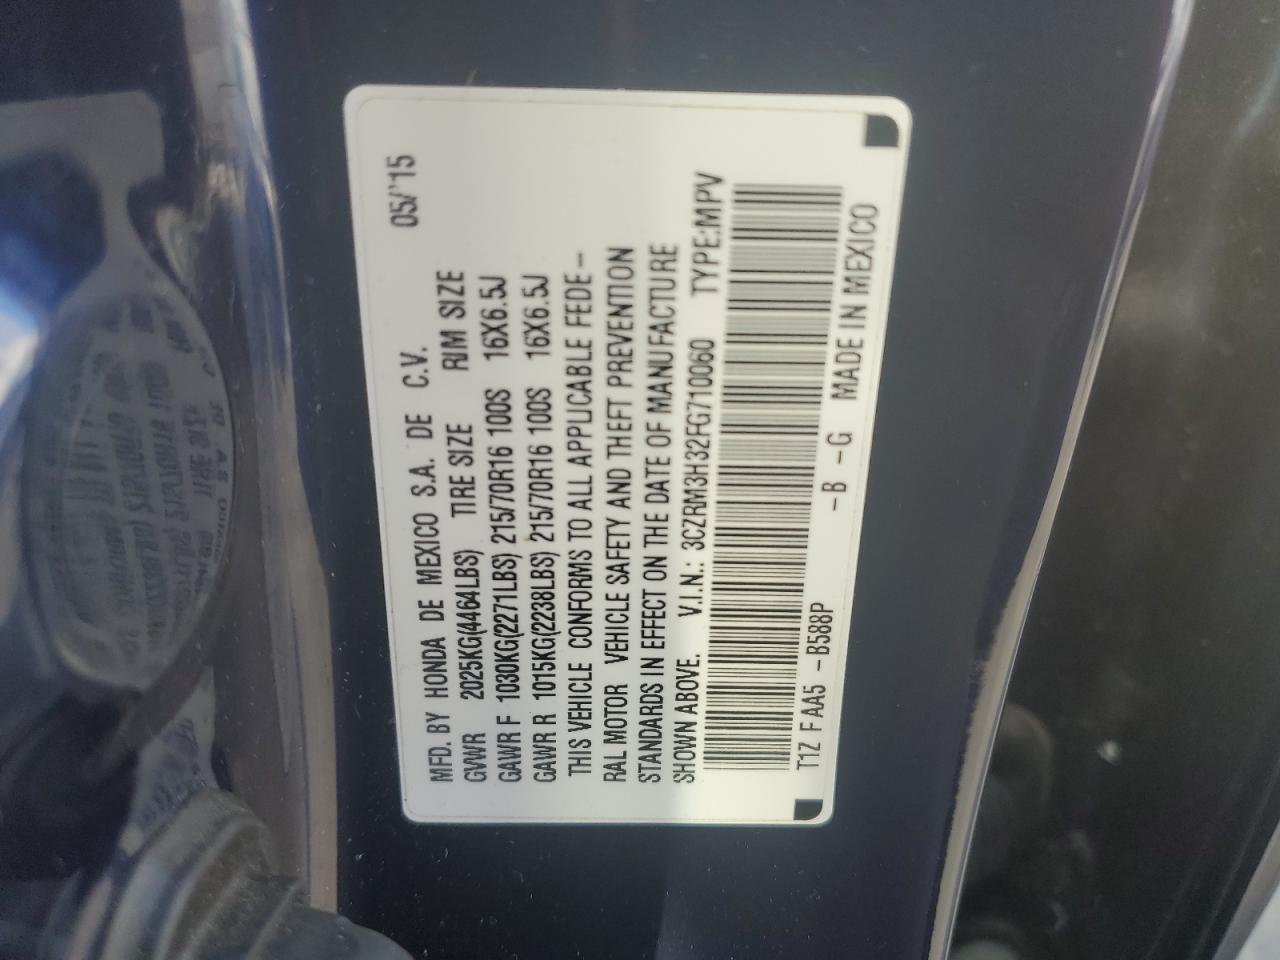 05/'15
MFD. BY HONDA DE MEXICO S.A. DE C.V.
GVWR 2025KG(4464LBS) TIRE SIZE RIM SIZE
GAWR F 1030KG(2271LBS) 215/70R16 100S 16X6.5J
GAWR R 1015KG(2238LBS) 215/70R16 100S 16X6.5J
THIS VEHICLE CONFORMS TO ALL APPLICABLE FEDE-
RAL MOTOR VEHICLE SAFETY AND THEFT PREVENTION
STANDARDS IN EFFECT ON THE DATE OF MANUFACTURE
SHOWN ABOVE. V.I.N.: 3CZRM3H32FG710060 TYPE:MPV
T1Z F AA5 -B588P -B -G MADE IN MEXICO